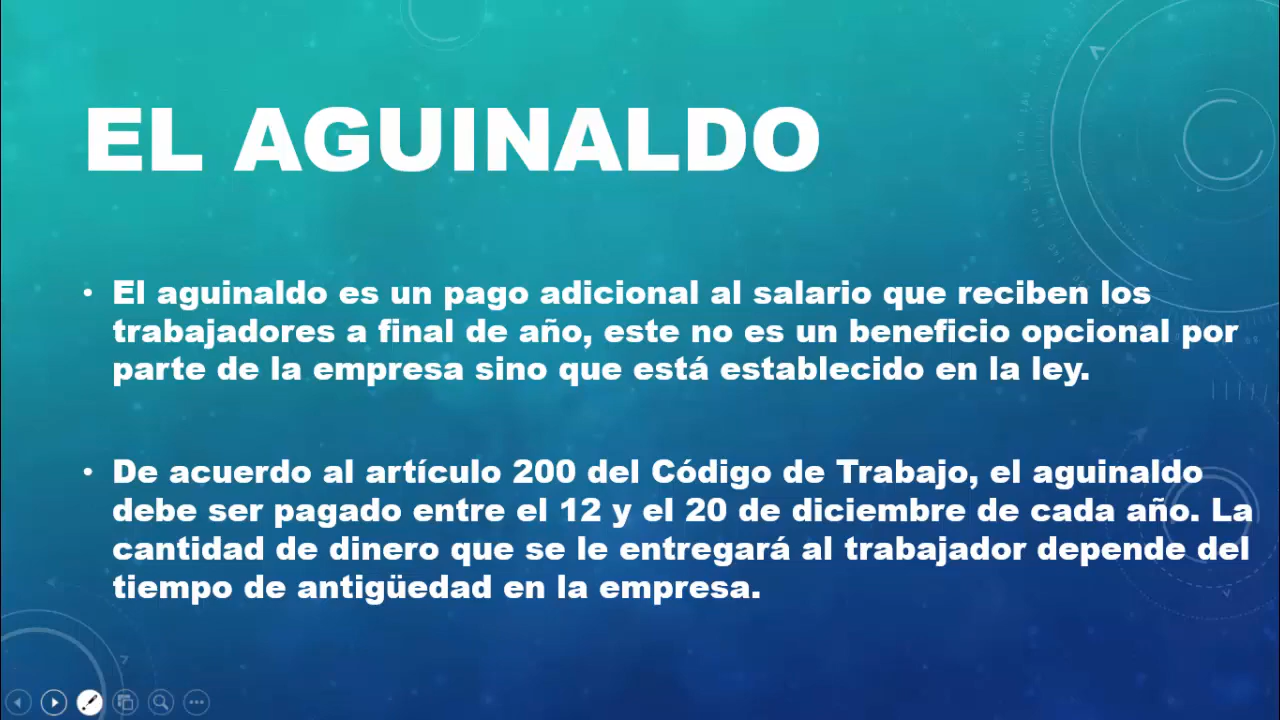 EL AGUINALDO
• El aguinaldo es un pago adicional al salario que reciben los
trabajadores a final de año, este no es un beneficio opcional por
parte de la empresa sino que está establecido en la ley.
• De acuerdo al artículo 200 del Código de Trabajo, el aguinaldo
debe ser pagado entre el 12 y el 20 de diciembre de cada año. La
cantidad de dinero que se le entregará al trabajador depende del
tiempo de antigüedad en la empresa.